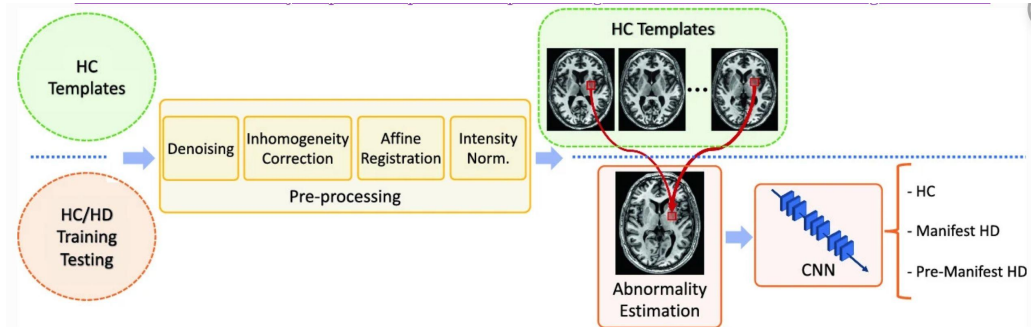 HC
Templates
HC/HD
Training
Testing
Denoising
Inhomogeneity
Correction
Affine
Registration
Intensity
Norm.
Pre-processing
HC Templates
...
Abnormality
Estimation
CNN
- HC
- Manifest HD
- Pre-Manifest HD